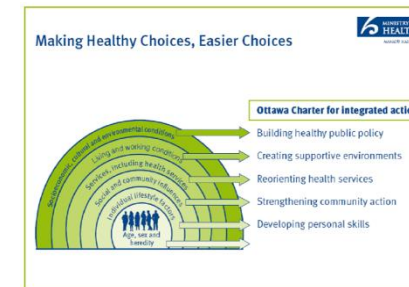 MINISTRY
HEALT
Making Healthy Choices, Easier Choices
Ottawa Charter for integrated actio
Socioeconomic, cultural and environmental conditions
Building healthy public policy
Living and working conditions
Creating supportive environments
Services, including health services
Reorienting health services
Social and community influences
Strengthening community action
Individual lifestyle factors
Developing personal skills
Age, sex and
heredity